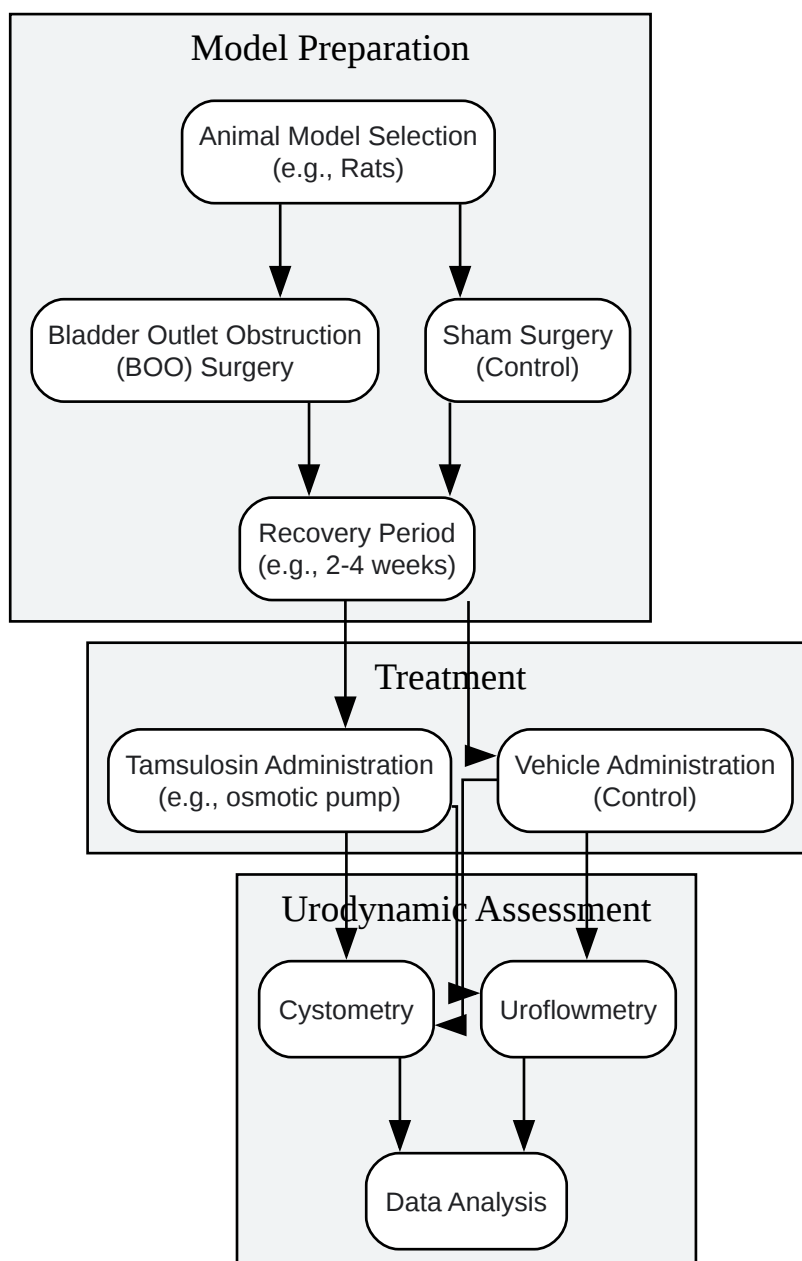 Model Preparation
Animal Model Selection
(e.g., Rats)
Bladder Outlet Obstruction
(BOO) Surgery
Sham Surgery
(Control)
Recovery Period
(e.g., 2-4 weeks)
Treatment
Tamsulosin Administration
(e.g., osmotic pump)
Vehicle Administration
(Control)
Urodynamic Assessment
Cystometry
Uroflowmetry
Data Analysis